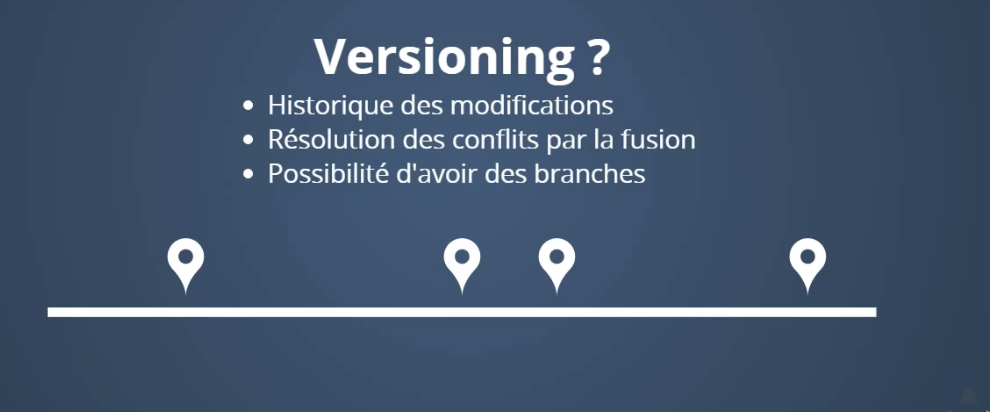 Versioning ?
• Historique des modifications
• Résolution des conflits par la fusion
• Possibilité d'avoir des branches